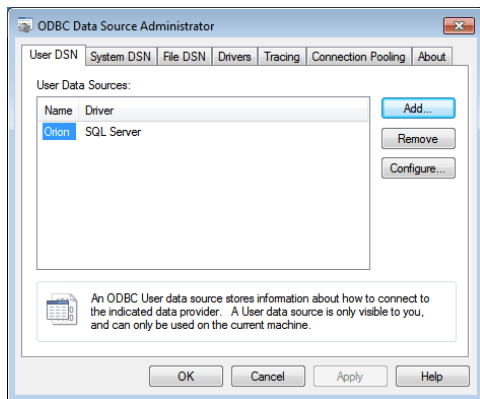 ODBC Data Source Administrator
User DSN System DSN File DSN Drivers Tracing Connection Pooling About
User Data Sources:
Name Driver
Orion SQL Server
Add...
Remove
Configure...
An ODBC User data source stores information about how to connect to
the indicated data provider. A User data source is only visible to you,
and can only be used on the current machine.
OK Cancel Apply Help